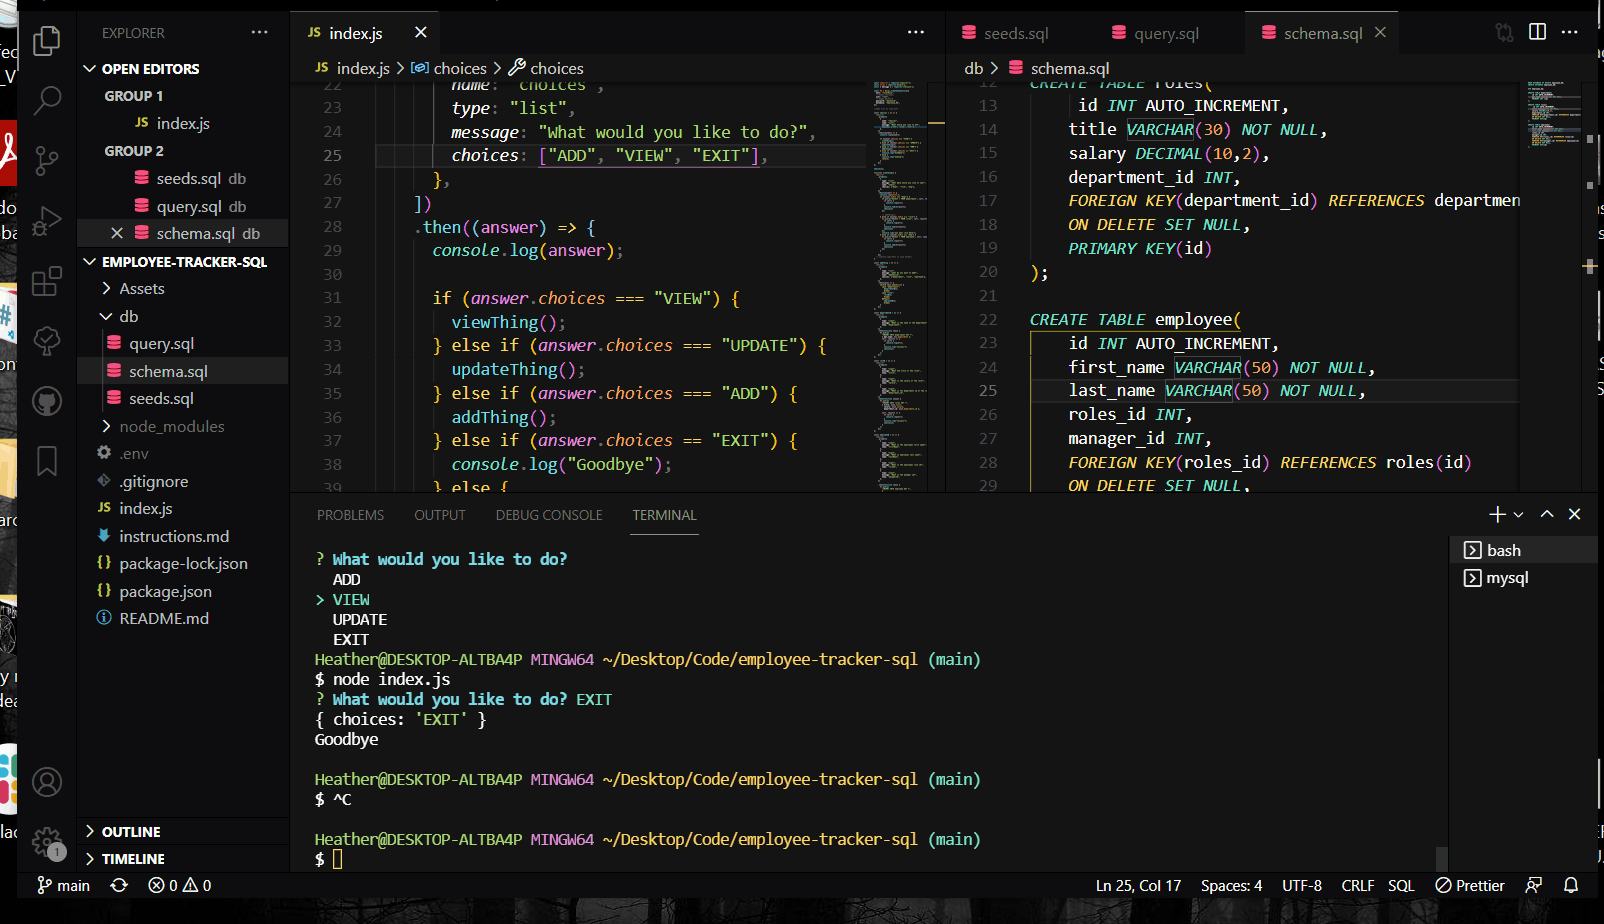 EXPLORER
OPEN EDITORS
GROUP 1
JS index.js
GROUP 2
seeds.sql db
query.sql db
schema.sql db
EMPLOYEE-TRACKER-SQL
Assets
db
query.sql
schema.sql
seeds.sql
node_modules
.env
.gitignore
JS index.js
instructions.md
package-lock.json
package.json
README.md
OUTLINE
TIMELINE
1
JS index.js
JS index.js > choices > choices
22 name: "choices",
23 type: "list",
24 message: "What would you like to do?",
25 choices: ["ADD", "VIEW", "EXIT"],
26 },
27 ])
28 .then((answer) => {
29 console.log(answer);
30
31 if (answer.choices === "VIEW") {
32 viewThing();
33 } else if (answer.choices === "UPDATE") {
34 updateThing();
35 } else if (answer.choices === "ADD") {
36 addThing();
37 } else if (answer.choices == "EXIT") {
38 console.log("Goodbye");
39 } else {
seeds.sql
query.sql
schema.sql
db > schema.sql
12 CREATE TABLE roles(
13 id INT AUTO_INCREMENT,
14 title VARCHAR(30) NOT NULL,
15 salary DECIMAL(10,2),
16 department_id INT,
17 FOREIGN KEY(department_id) REFERENCES departmen
18 ON DELETE SET NULL,
19 PRIMARY KEY(id)
20 );
21
22 CREATE TABLE employee(
23 id INT AUTO_INCREMENT,
24 first_name VARCHAR(50) NOT NULL,
25 last_name VARCHAR(50) NOT NULL,
26 roles_id INT,
27 manager_id INT,
28 FOREIGN KEY(roles_id) REFERENCES roles(id)
29 ON DELETE SET NULL,
PROBLEMS OUTPUT DEBUG CONSOLE TERMINAL
? What would you like to do?
ADD
> VIEW
UPDATE
EXIT
Heather@DESKTOP-ALTBA4P MINGW64 ~/Desktop/Code/employee-tracker-sql (main)
$ node index.js
? What would you like to do? EXIT
{ choices: 'EXIT' }
Goodbye
Heather@DESKTOP-ALTBA4P MINGW64 ~/Desktop/Code/employee-tracker-sql (main)
$ ^C
Heather@DESKTOP-ALTBA4P MINGW64 ~/Desktop/Code/employee-tracker-sql (main)
$
bash
mysql
main 0 0 Ln 25, Col 17 Spaces: 4 UTF-8 CRLF SQL Prettier